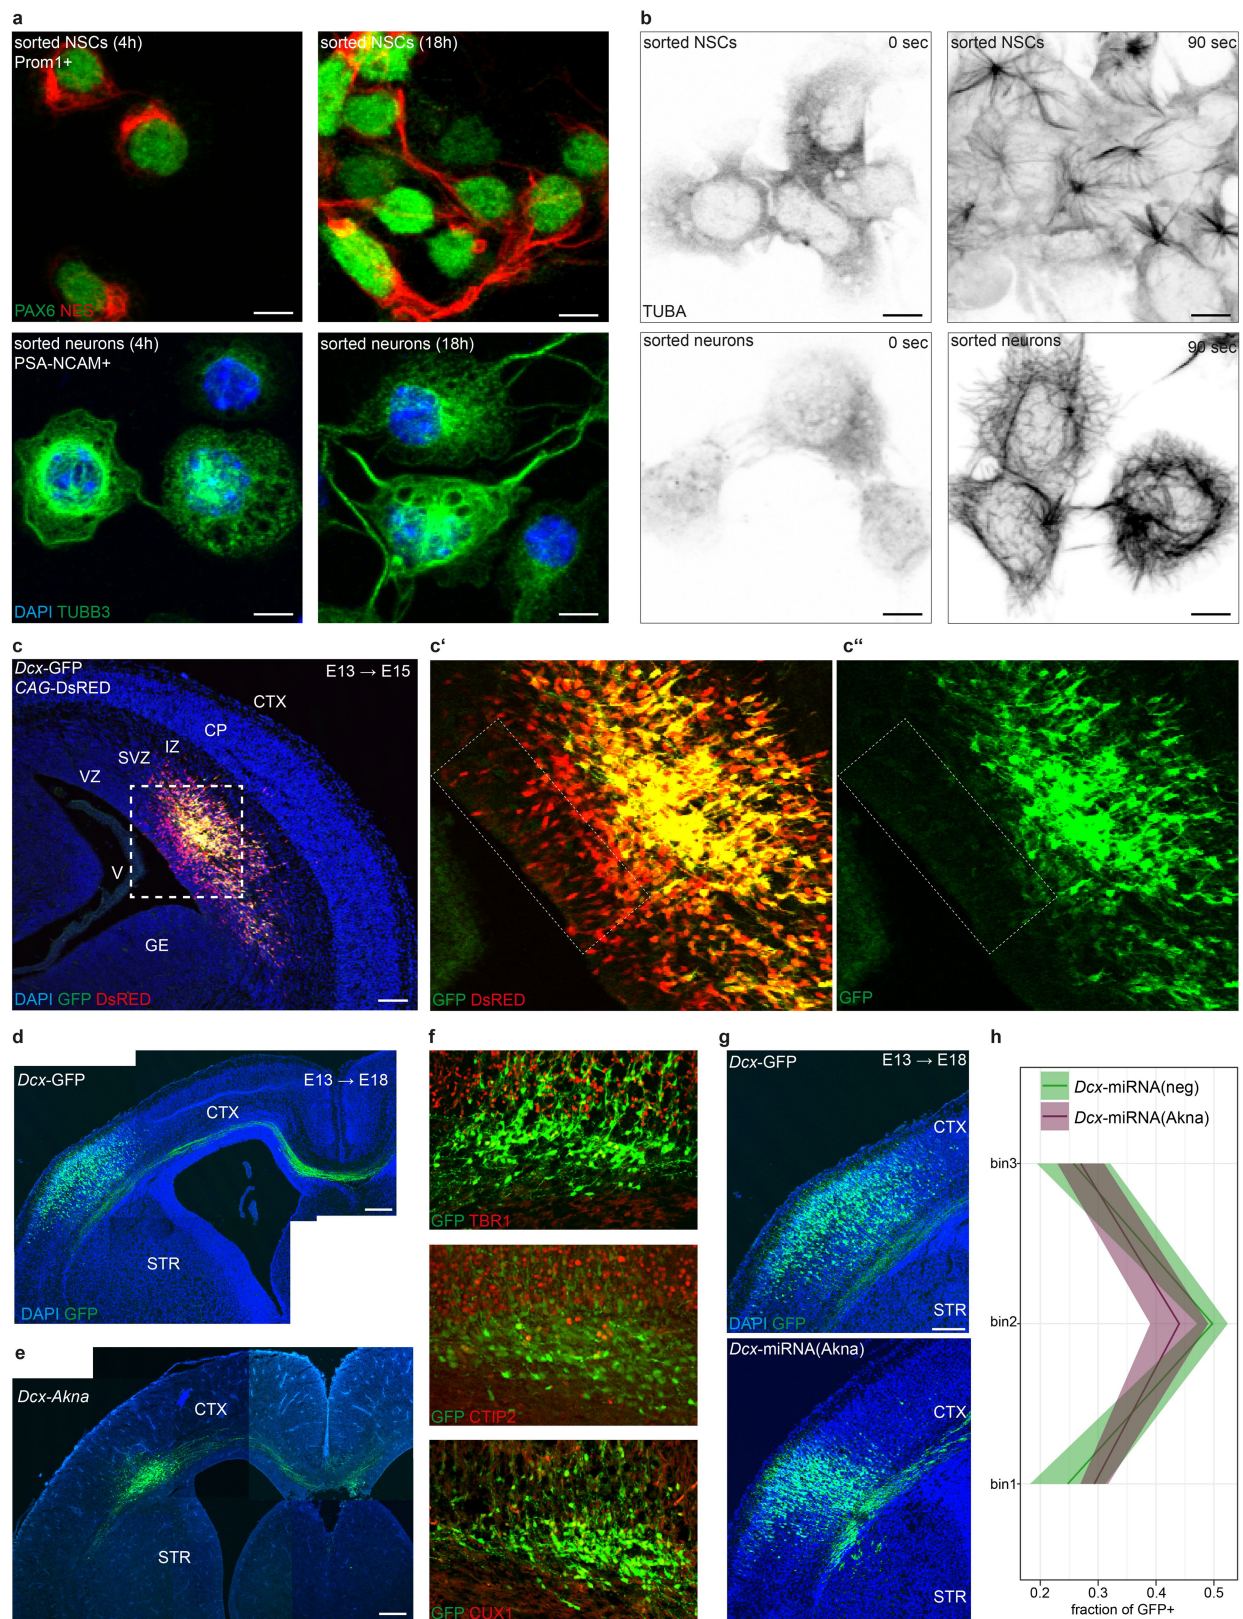 a
sorted NSCs (4h)
Prom1+
PAX6 NES
sorted NSCs (18h)
sorted neurons (4h)
PSA-NCAM+
DAPI TUBB3
sorted neurons (18h)
b
sorted NSCs 0 sec
TUBA
sorted NSCs 90 sec
sorted neurons 0 sec
sorted neurons 90 sec
c
Dcx-GFP
CAG-DsRED
E13 → E15
CTX
CP
IZ
SVZ
VZ
V
GE
DAPI GFP DsRED
c‘
GFP DsRED
c“
GFP
d
Dcx-GFP
E13 → E18
CTX
STR
DAPI GFP
e
Dcx-Akna
CTX
STR
f
GFP TBR1
GFP CTIP2
GFP CUX1
g
Dcx-GFP E13 → E18
CTX
STR
DAPI GFP
Dcx-miRNA(Akna)
CTX
STR
h
Dcx-miRNA(neg)
Dcx-miRNA(Akna)
bin3
bin2
bin1
0.2 0.3 0.4 0.5
fraction of GFP+